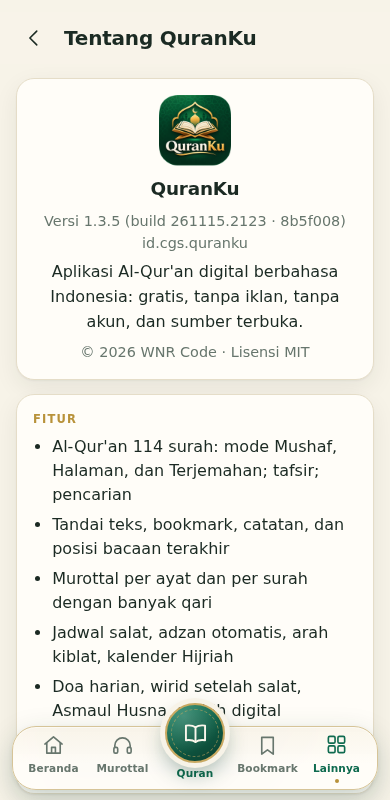 Tentang QuranKu
QuranKu
QuranKu
Versi 1.3.5 (build 261115.2123 · 8b5f008)
id.cgs.quranku
Aplikasi Al-Qur'an digital berbahasa
Indonesia: gratis, tanpa iklan, tanpa
akun, dan sumber terbuka.
© 2026 WNR Code · Lisensi MIT
FITUR
• Al-Qur'an 114 surah: mode Mushaf,
Halaman, dan Terjemahan; tafsir;
pencarian
• Tandai teks, bookmark, catatan, dan
posisi bacaan terakhir
• Murottal per ayat dan per surah
dengan banyak qari
• Jadwal salat, adzan otomatis, arah
kiblat, kalender Hijriah
• Doa harian, wirid setelah salat,
Asmaul Husna digital
Beranda
Murottal
Quran
Bookmark
Lainnya